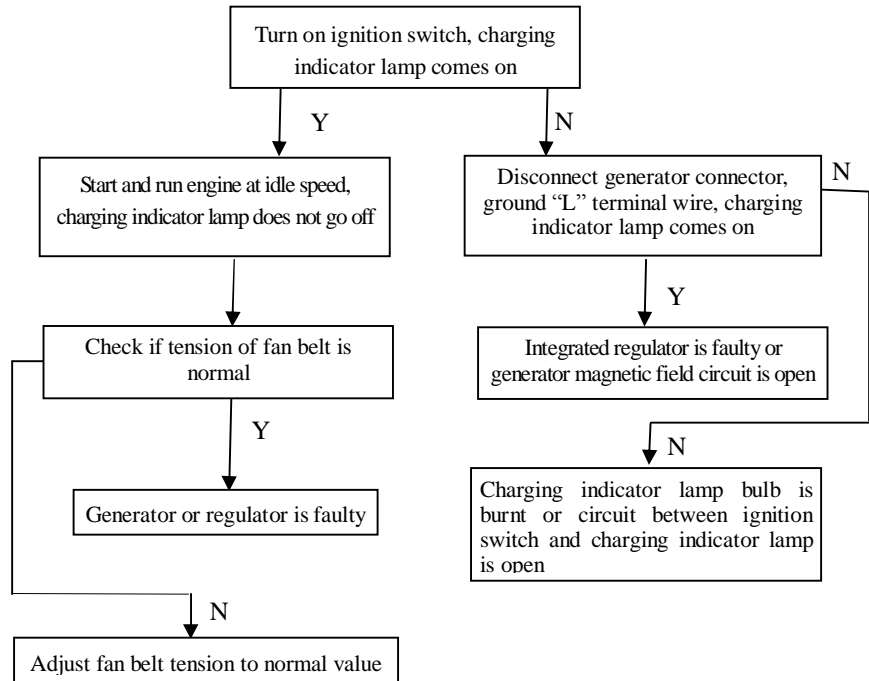 Turn on ignition switch, charging
indicator lamp comes on
Y
N
Start and run engine at idle speed,
charging indicator lamp does not go off
Disconnect generator connector,
ground “L” terminal wire, charging
indicator lamp comes on
N
Y
Check if tension of fan belt is
normal
Integrated regulator is faulty or
generator magnetic field circuit is open
Y
N
Generator or regulator is faulty
Charging indicator lamp bulb is
burnt or circuit between ignition
switch and charging indicator lamp
is open
N
Adjust fan belt tension to normal value